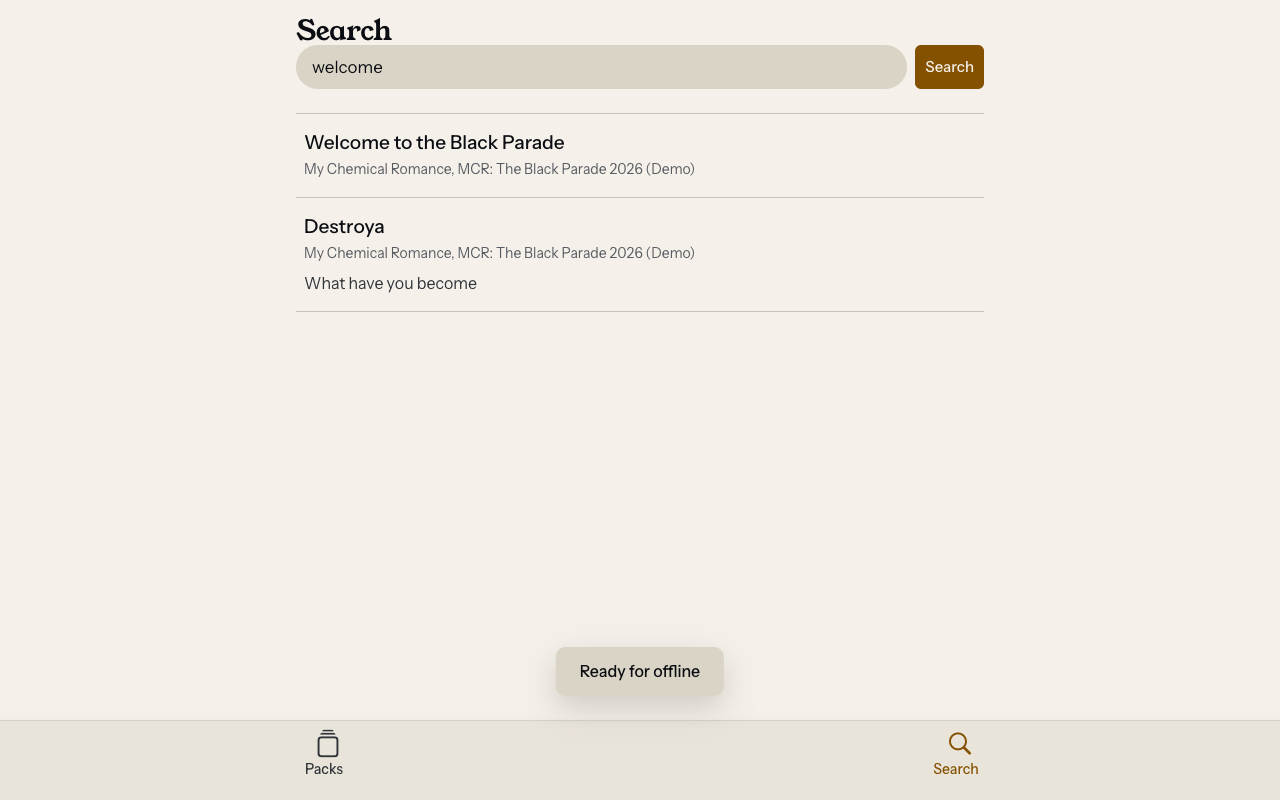 Search
welcome
Search
Welcome to the Black Parade
My Chemical Romance, MCR: The Black Parade 2026 (Demo)
Destroya
My Chemical Romance, MCR: The Black Parade 2026 (Demo)
What have you become
Ready for offline
Packs
Search